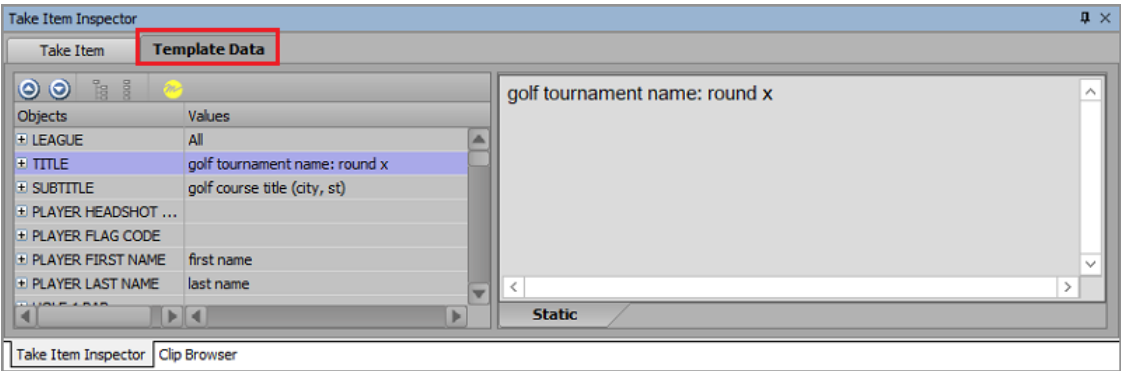 Take Item Inspector
Take Item
Template Data
Objects
Values
LEAGUE
All
TITLE
golf tournament name: round x
SUBTITLE
golf course title (city, st)
PLAYER HEADSHOT ...
PLAYER FLAG CODE
PLAYER FIRST NAME
first name
PLAYER LAST NAME
last name
golf tournament name: round x
Static
Take Item Inspector
Clip Browser